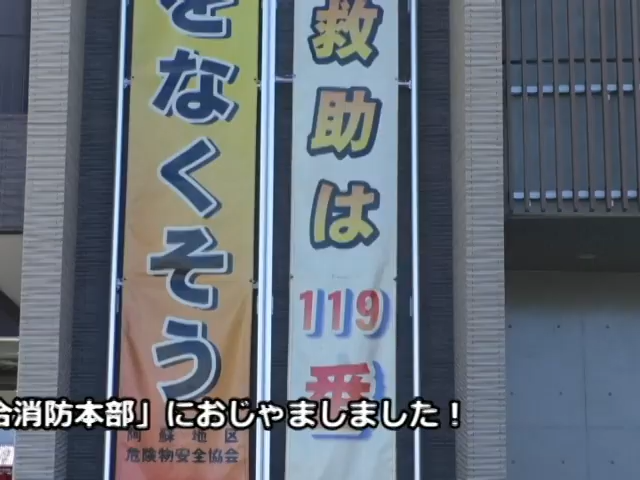 をなくそう
阿蘇地区
危険物安全協会
救助は
119
番
合消防本部」におじゃましました!